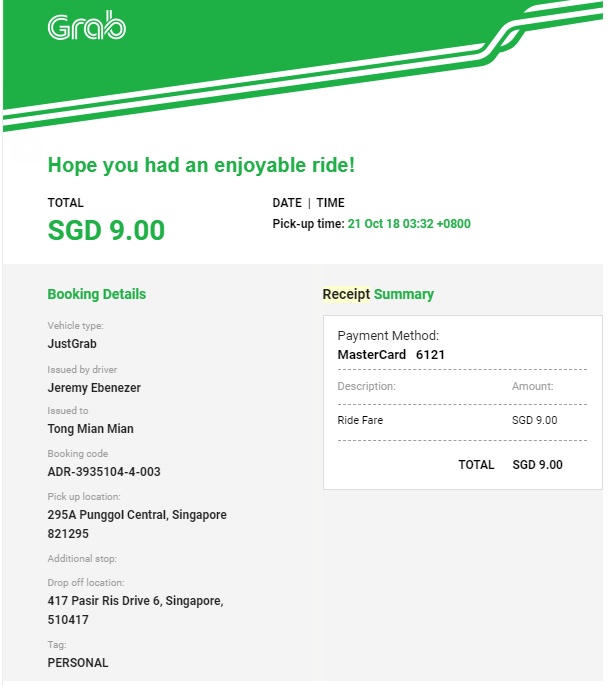 Grab
Hope you had an enjoyable ride!
TOTAL
SGD 9.00
DATE | TIME
Pick-up time: 21 Oct 18 03:32 +0800
Booking Details
Vehicle type:
JustGrab
Issued by driver
Jeremy Ebenezer
Issued to
Tong Mian Mian
Booking code
ADR-3935104-4-003
Pick up location:
295A Punggol Central, Singapore
821295
Additional stop:
Drop off location:
417 Pasir Ris Drive 6, Singapore,
510417
Tag:
PERSONAL
Receipt Summary
Payment Method:
MasterCard 6121
Description: Amount:
Ride Fare SGD 9.00
TOTAL SGD 9.00